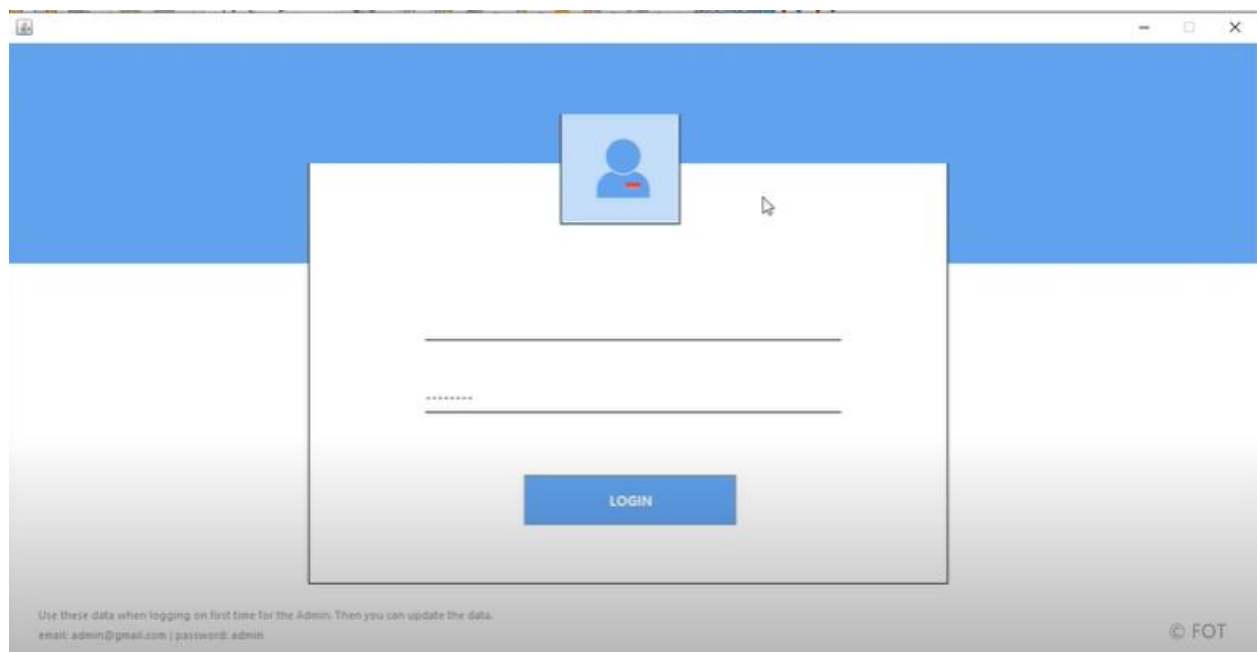 --------
LOGIN
Use these data when logging on first time for the Admin. Then you can update the data.
email: admin@gmail.com | password: admin
© FOT